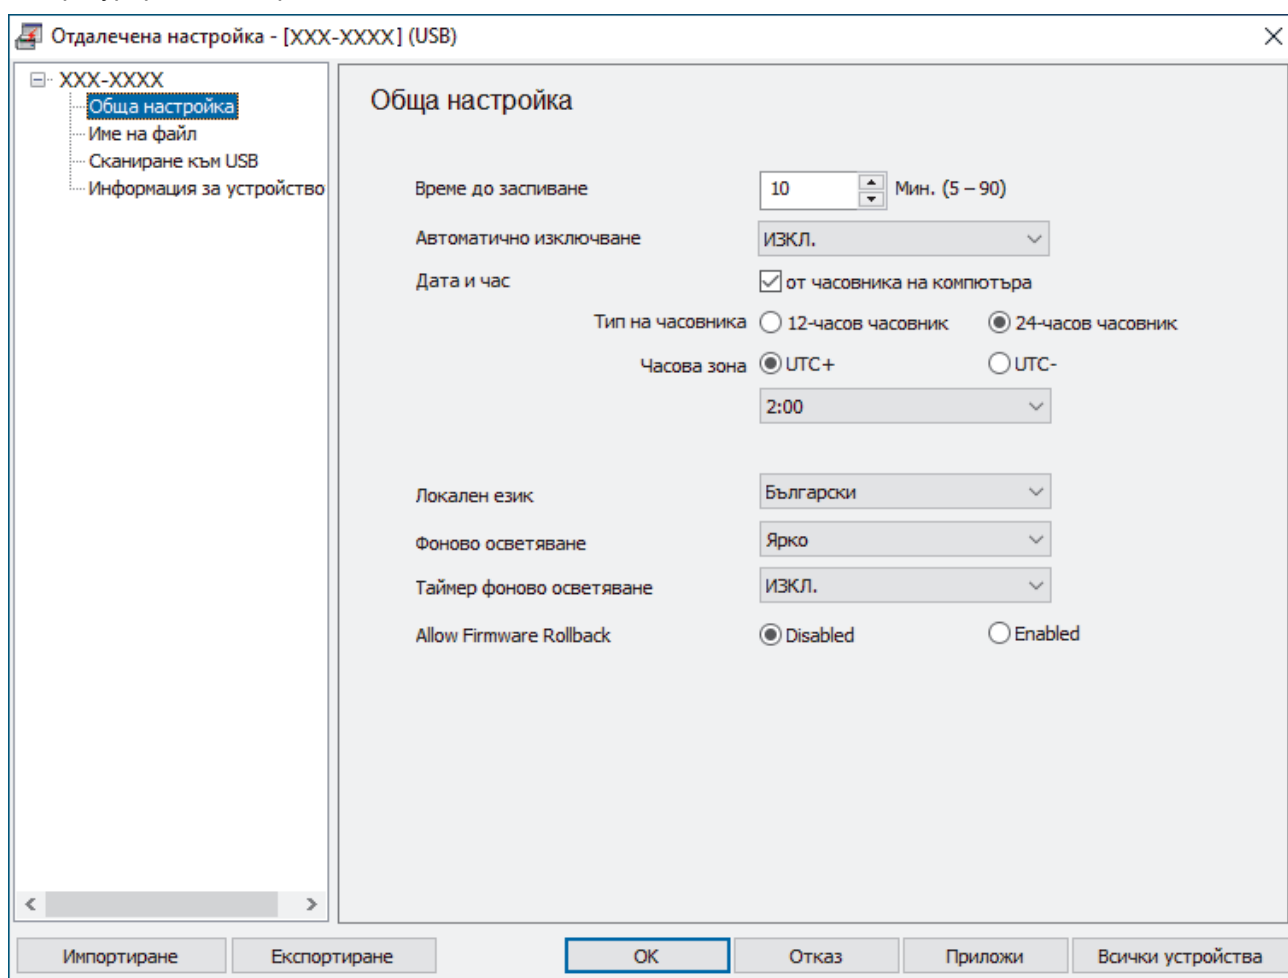 Отдалечена настройка - [XXX-XXXX] (USB)
XXX-XXXX
Обща настройка
Име на файл
Сканиране към USB
Информация за устройство
Обща настройка
Време до заспиване 10 Мин. (5 – 90)
Автоматично изключване ИЗКЛ.
Дата и час от часовника на компютъра
Тип на часовника 12-часов часовник 24-часов часовник
Часова зона UTC+ UTC-
2:00
Локален език Български
Фоново осветяване Ярко
Таймер фоново осветяване ИЗКЛ.
Allow Firmware Rollback Disabled Enabled
Импортиране Експортиране OK Отказ Приложи Всички устройства